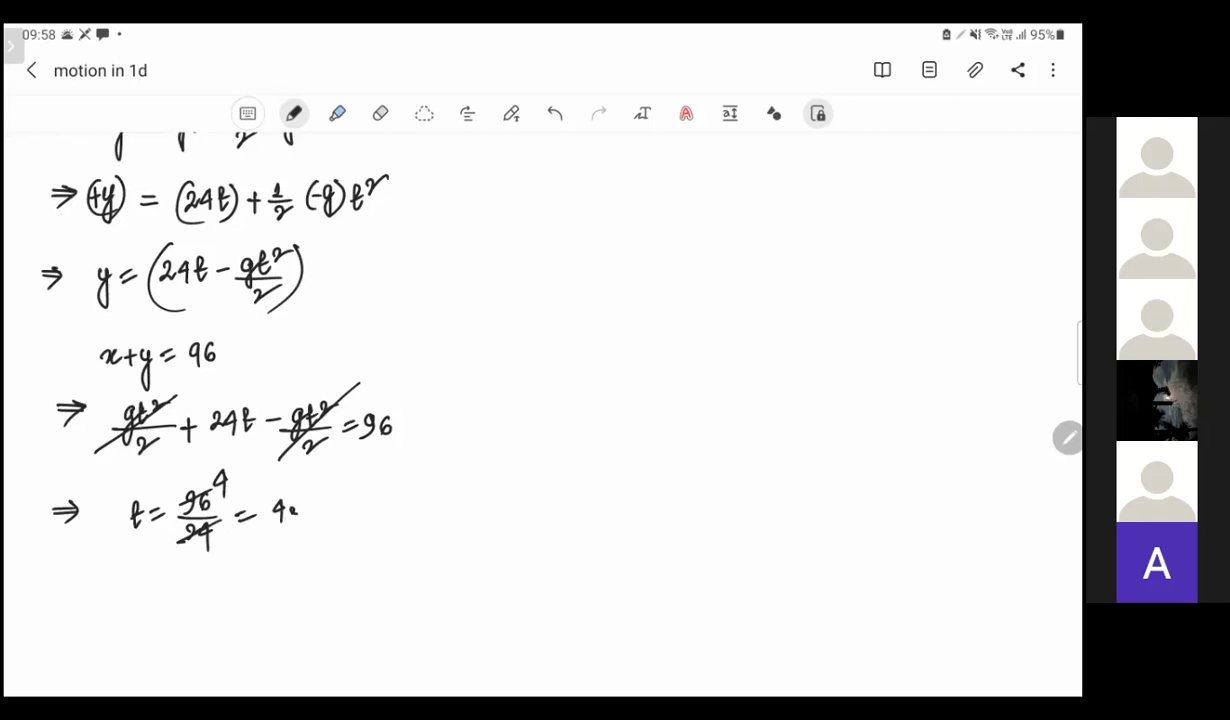 09:58
95%
motion in 1d
⇒ (+y) = (24t) + 1/2 (-g) t²
⇒ y = (24t - gt²/2)
x+y = 96
⇒ gt²/2 + 24t - gt²/2 = 96
⇒ t = 96/24 4 = 4s
A